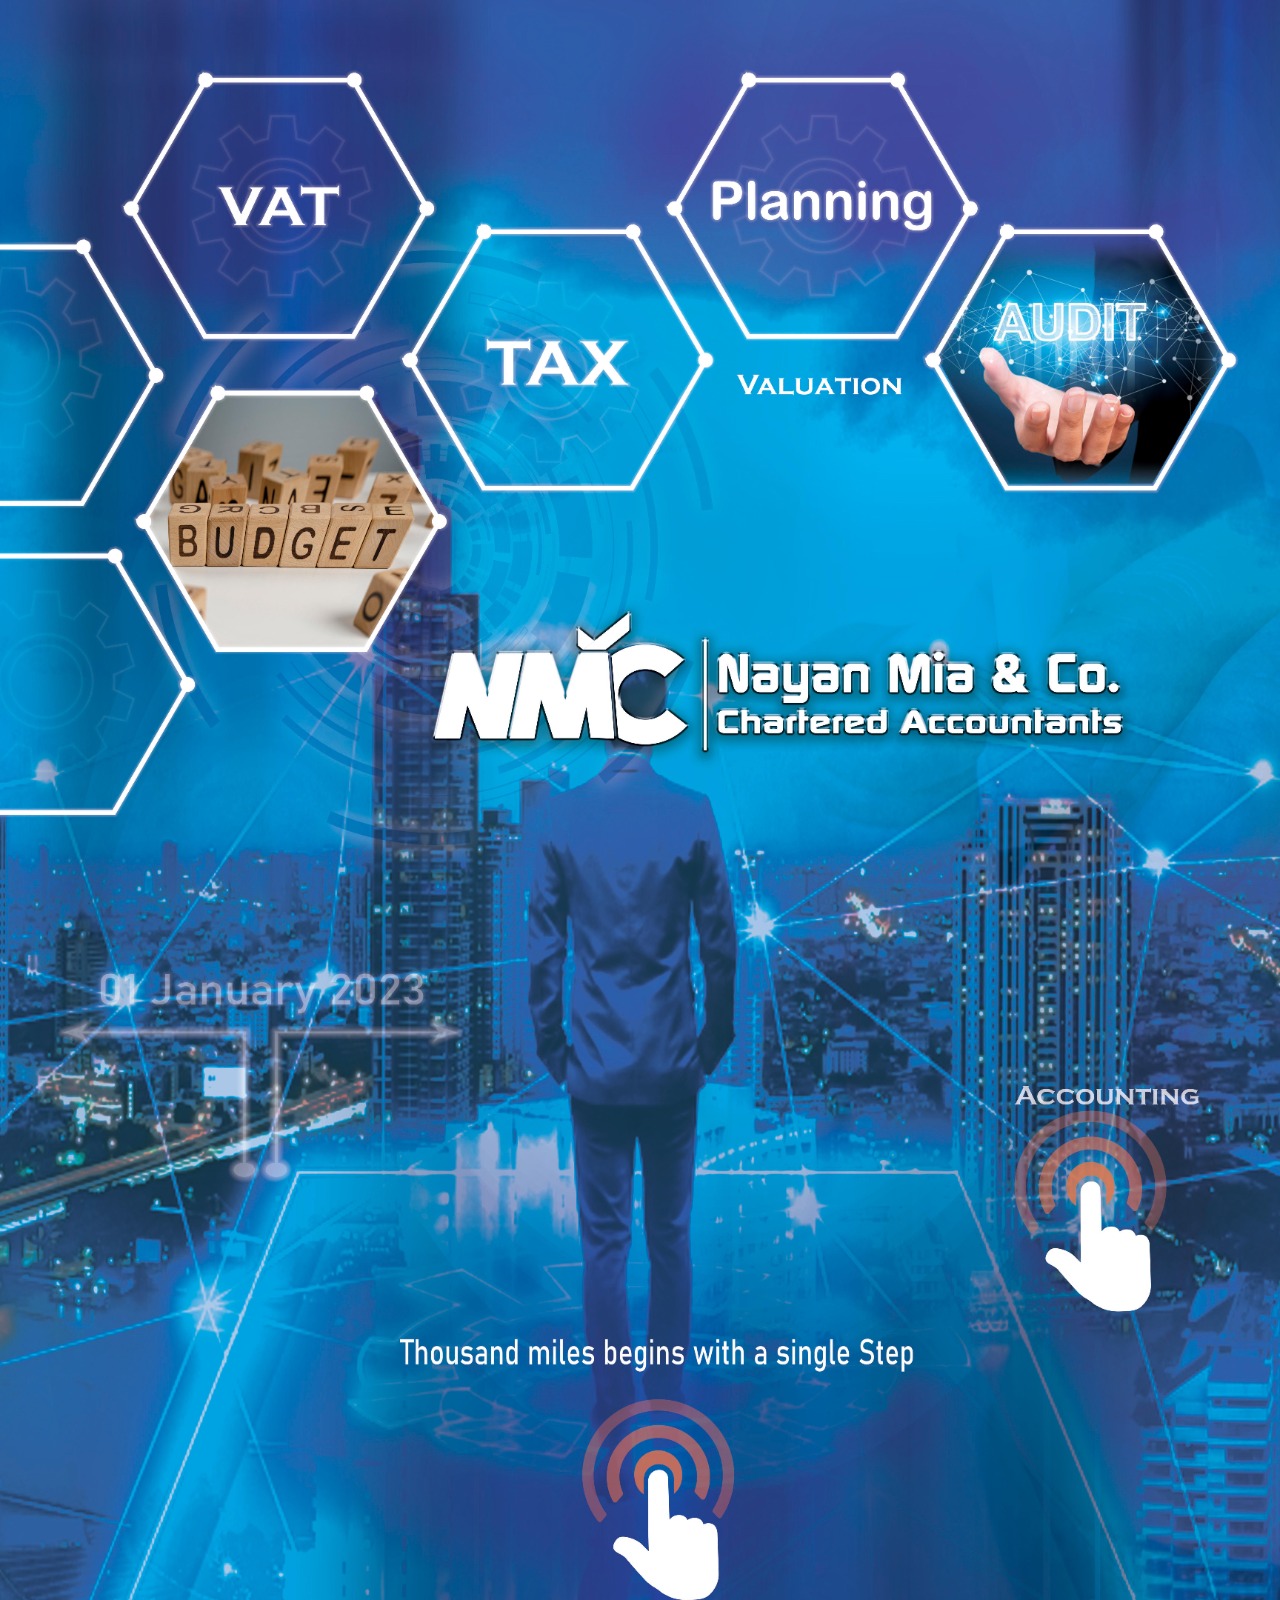 VAT
Planning
TAX
AUDIT
VALUATION
BUDGET
NMC
Nayan Mia & Co.
Chartered Accountants
01 January 2023
ACCOUNTING
Thousand miles begins with a single Step